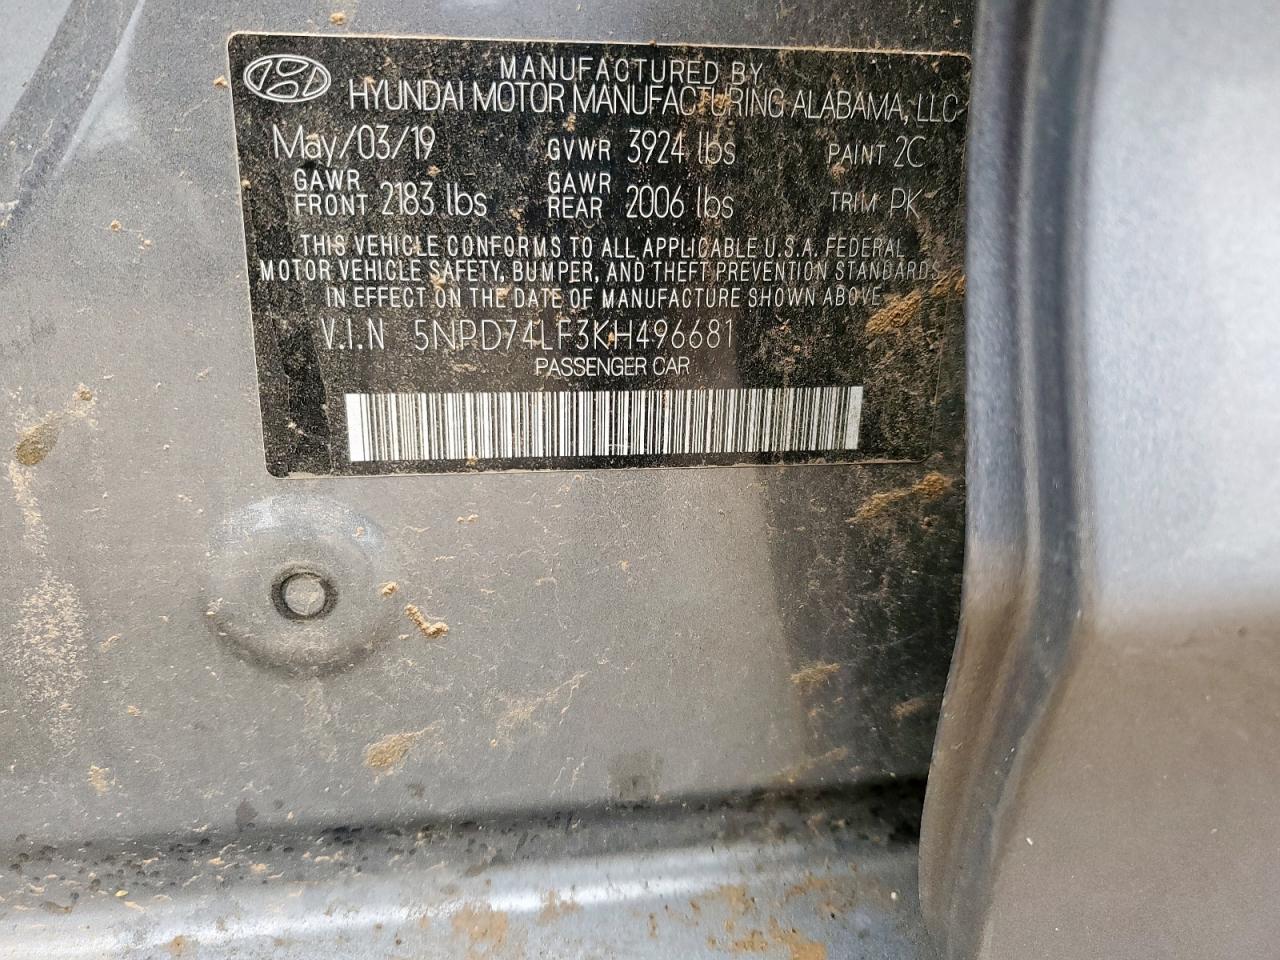 MANUFACTURED BY
HYUNDAI MOTOR MANUFACTURING ALABAMA, LLC
May/03/19 GVWR 3924 lbs PAINT 2C
GAWR FRONT 2183 lbs GAWR REAR 2006 lbs TRIM PK
THIS VEHICLE CONFORMS TO ALL APPLICABLE U.S.A. FEDERAL
MOTOR VEHICLE SAFETY, BUMPER, AND THEFT PREVENTION STANDARDS
IN EFFECT ON THE DATE OF MANUFACTURE SHOWN ABOVE.
V.I.N 5NPD74LF3KH496681
PASSENGER CAR